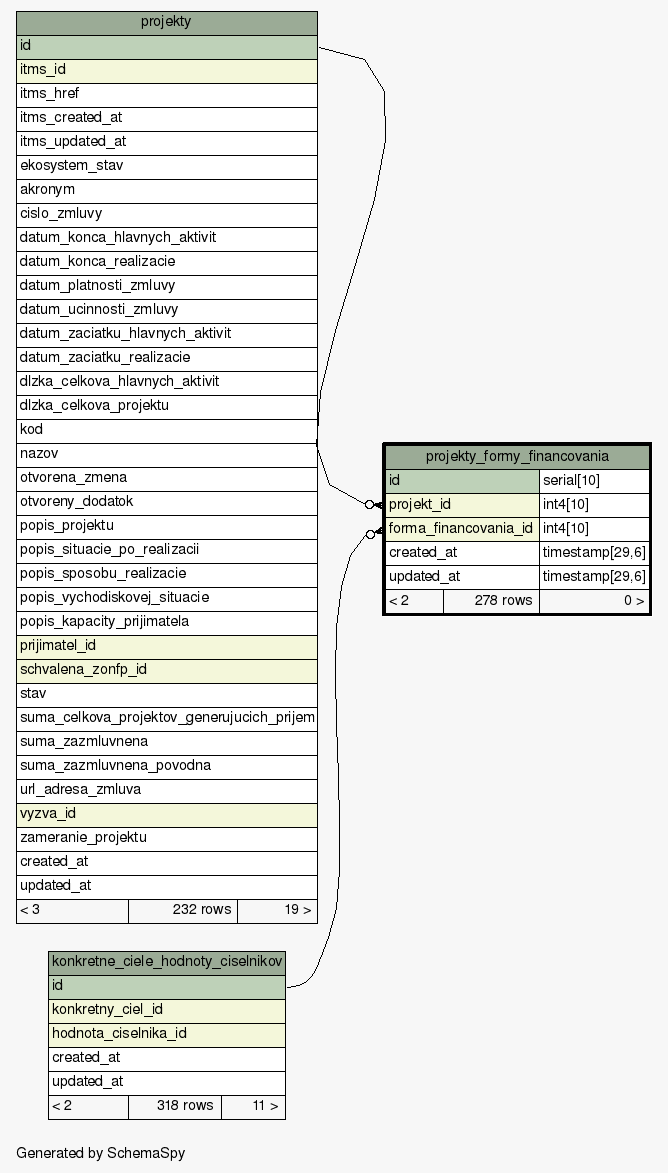 projekty
id
itms_id
itms_href
itms_created_at
itms_updated_at
ekosystem_stav
akronym
cislo_zmluvy
datum_konca_hlavnych_aktivit
datum_konca_realizacie
datum_platnosti_zmluvy
datum_ucinnosti_zmluvy
datum_zaciatku_hlavnych_aktivit
datum_zaciatku_realizacie
dlzka_celkova_hlavnych_aktivit
dlzka_celkova_projektu
kod
nazov
otvorena_zmena
otvoreny_dodatok
popis_projektu
popis_situacie_po_realizacii
popis_sposobu_realizacie
popis_vychodiskovej_situacie
popis_kapacity_prijimatela
prijimatel_id
schvalena_zonfp_id
stav
suma_celkova_projektov_generujucich_prijem
suma_zazmluvnena
suma_zazmluvnena_povodna
url_adresa_zmluva
vyzva_id
zameranie_projektu
created_at
updated_at
< 3 232 rows 19 >
projekty_formy_financovania
id serial[10]
projekt_id int4[10]
forma_financovania_id int4[10]
created_at timestamp[29,6]
updated_at timestamp[29,6]
< 2 278 rows 0 >
konkretne_ciele_hodnoty_ciselnikov
id
konkretny_ciel_id
hodnota_ciselnika_id
created_at
updated_at
< 2 318 rows 11 >
Generated by SchemaSpy